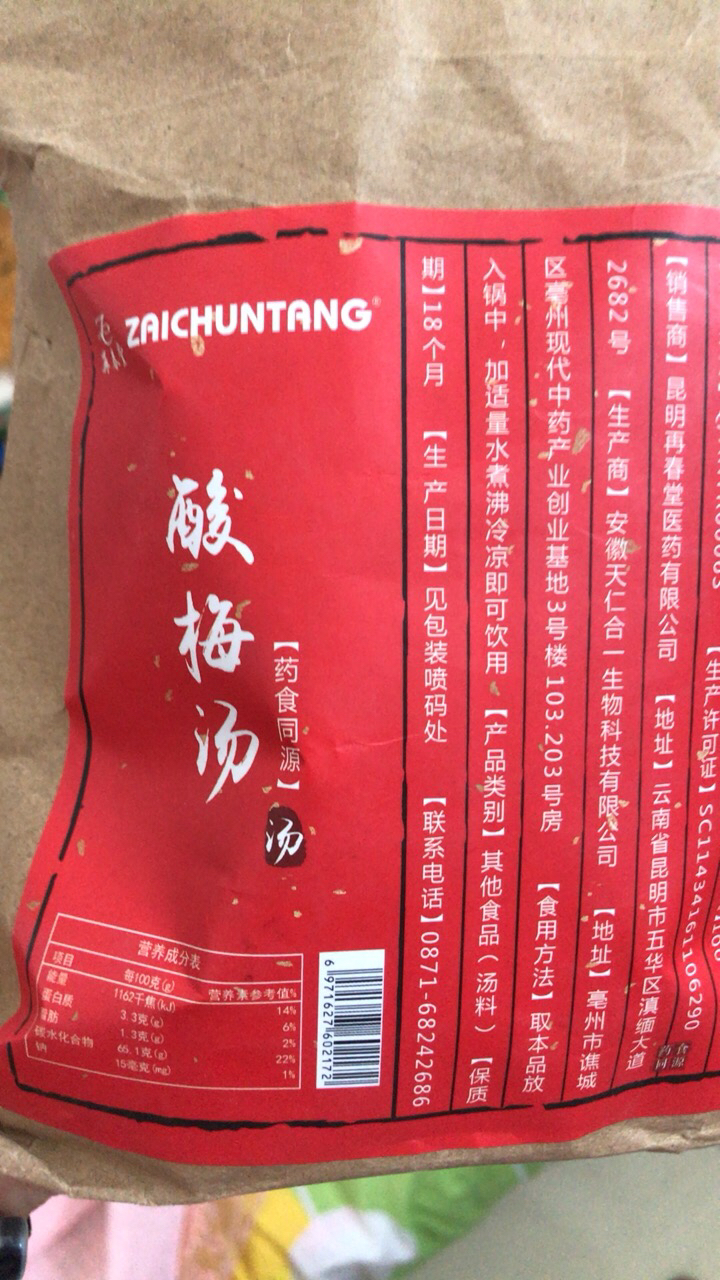 【生产许可证】SC11434161106290
【销售商】昆明再春堂医药有限公司 【地址】云南省昆明市五华区滇缅大道
2682号 【生产商】安徽天仁合一生物科技有限公司 【地址】亳州市谯城
区亳州现代中药产业创业基地3号楼103.203号房 【食用方法】取本品放
入锅中，加适量水煮沸冷凉即可饮用 【产品类别】其他食品（汤料） 【保质
期】18个月 【生产日期】见包装喷码处 【联系电话】0871-68242686
药食同源
ZAICHUNTANG®
酸梅汤
【药食同源】
汤
营养成分表
项目 每100克(g) 营养素参考值%
能量 1162千焦(kJ) 14%
蛋白质 3.3克(g) 6%
脂肪 1.3克(g) 2%
碳水化合物 65.1克(g) 22%
钠 15毫克(mg) 1%
6971627602172